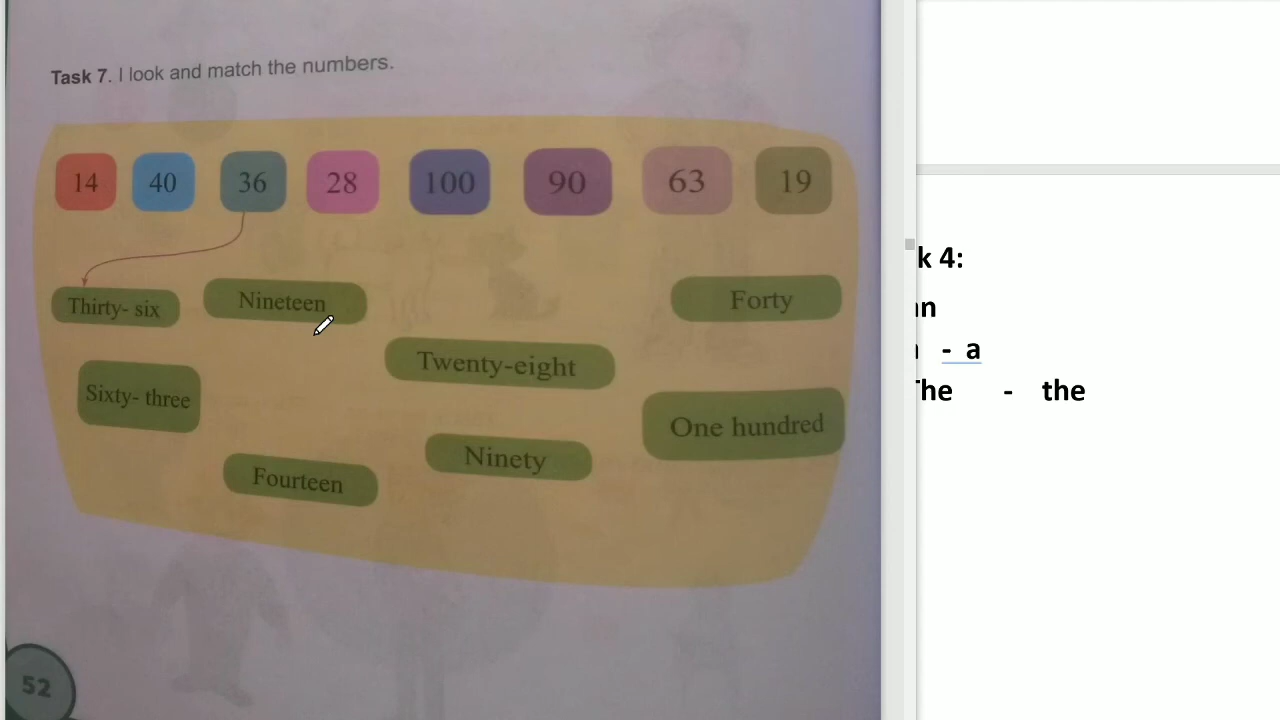 Task 7. I look and match the numbers.
14 40 36 28 100 90 63 19
Thirty- six
Nineteen
Forty
Twenty-eight
Sixty- three
One hundred
Ninety
Fourteen
52
k 4:
- a
- the